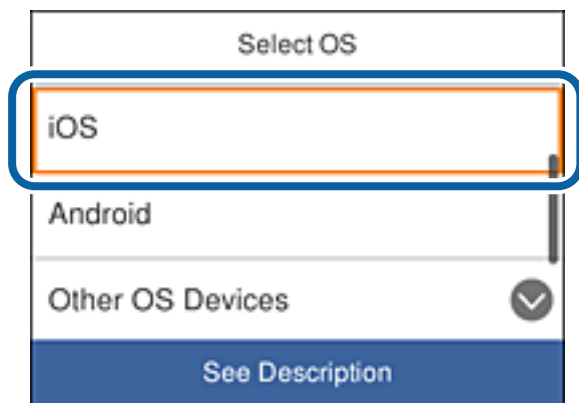 Select OS
iOS
Android
Other OS Devices
See Description